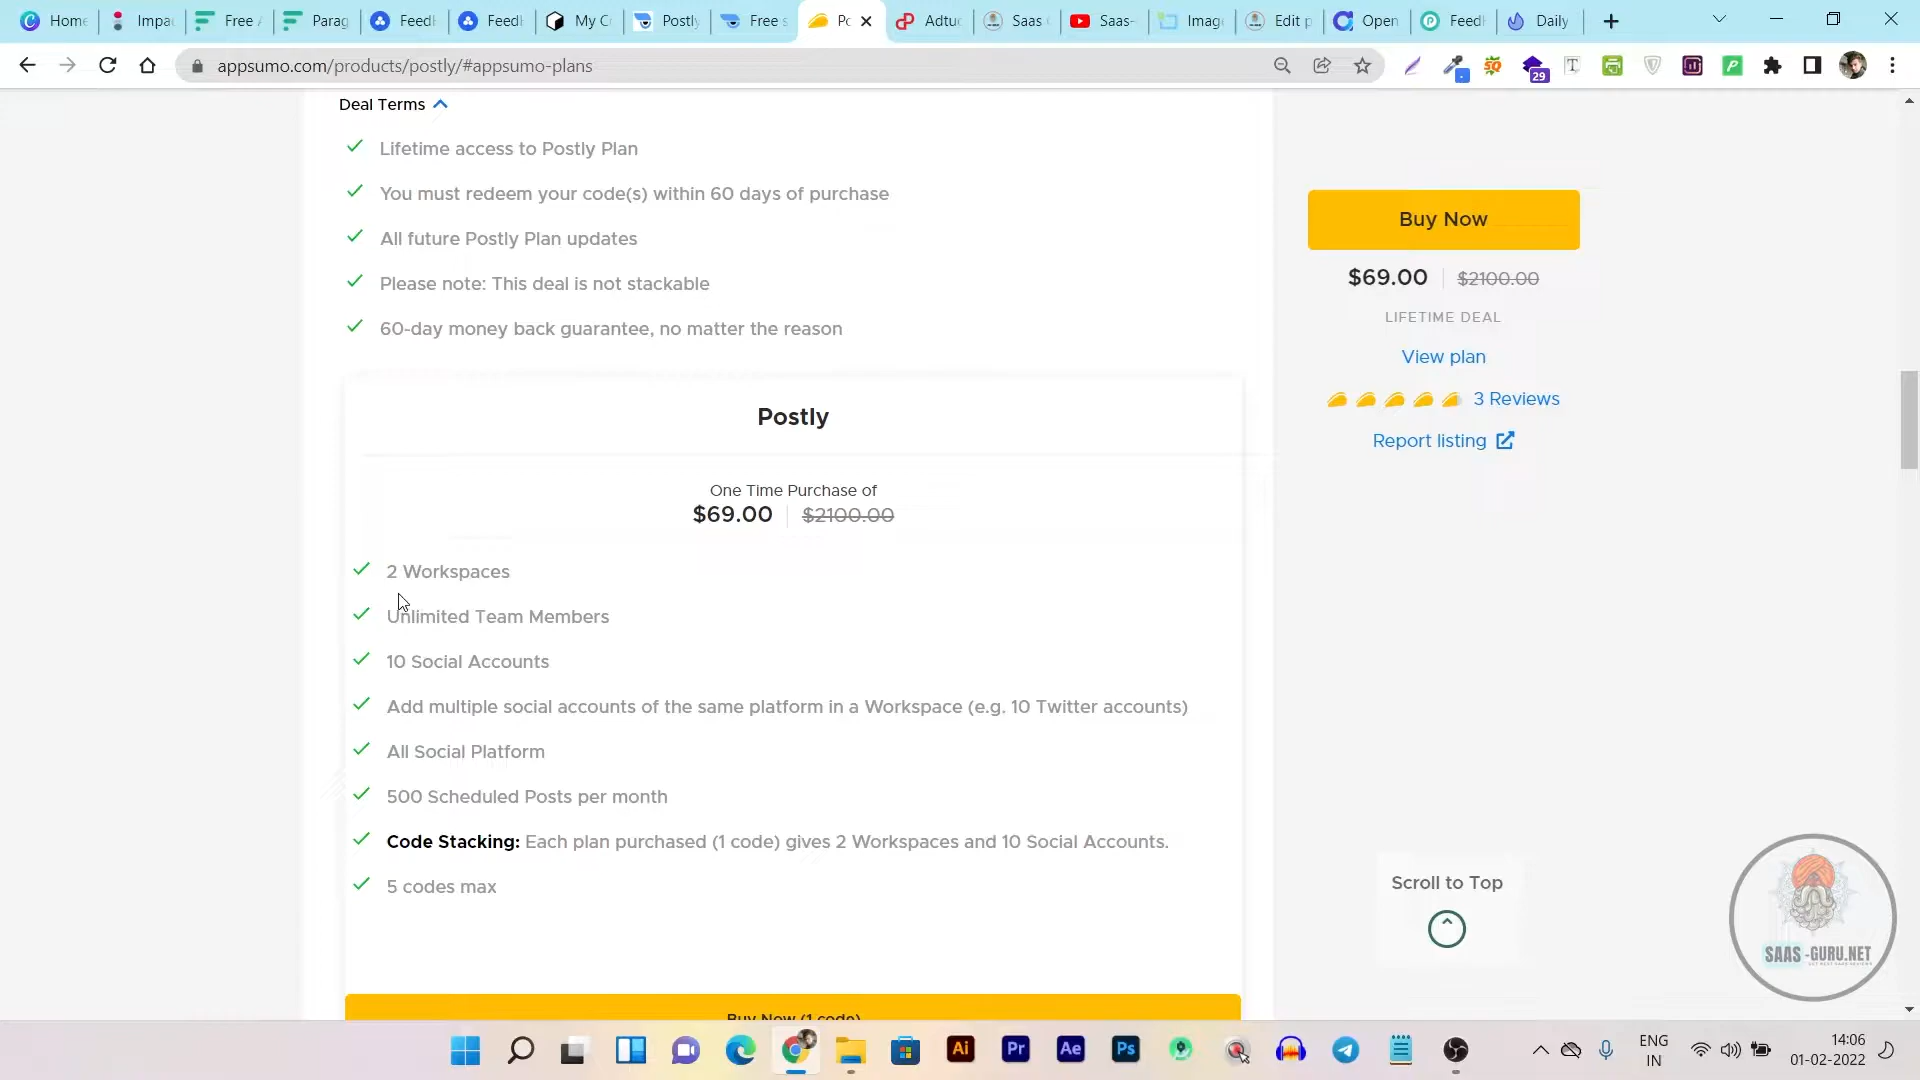 Home
Impa
Free
Parag
Feedl
Feedl
My C
Postly
Free s
Po
Adtu
Saas
Saas-
Imag
Edit p
Open
Feedl
Daily
appsumo.com/products/postly/#appsumo-plans
29
Deal Terms
Lifetime access to Postly Plan
You must redeem your code(s) within 60 days of purchase
All future Postly Plan updates
Please note: This deal is not stackable
60-day money back guarantee, no matter the reason
Buy Now
$69.00 $2100.00
LIFETIME DEAL
View plan
3 Reviews
Report listing
Postly
One Time Purchase of
$69.00 $2100.00
2 Workspaces
Unlimited Team Members
10 Social Accounts
Add multiple social accounts of the same platform in a Workspace (e.g. 10 Twitter accounts)
All Social Platform
500 Scheduled Posts per month
Code Stacking: Each plan purchased (1 code) gives 2 Workspaces and 10 Social Accounts.
5 codes max
Buy Now (1 code)
Scroll to Top
SAAS-GURU.NET
Ai
Pr
Ae
Ps
ENG
IN
14:06
01-02-2022